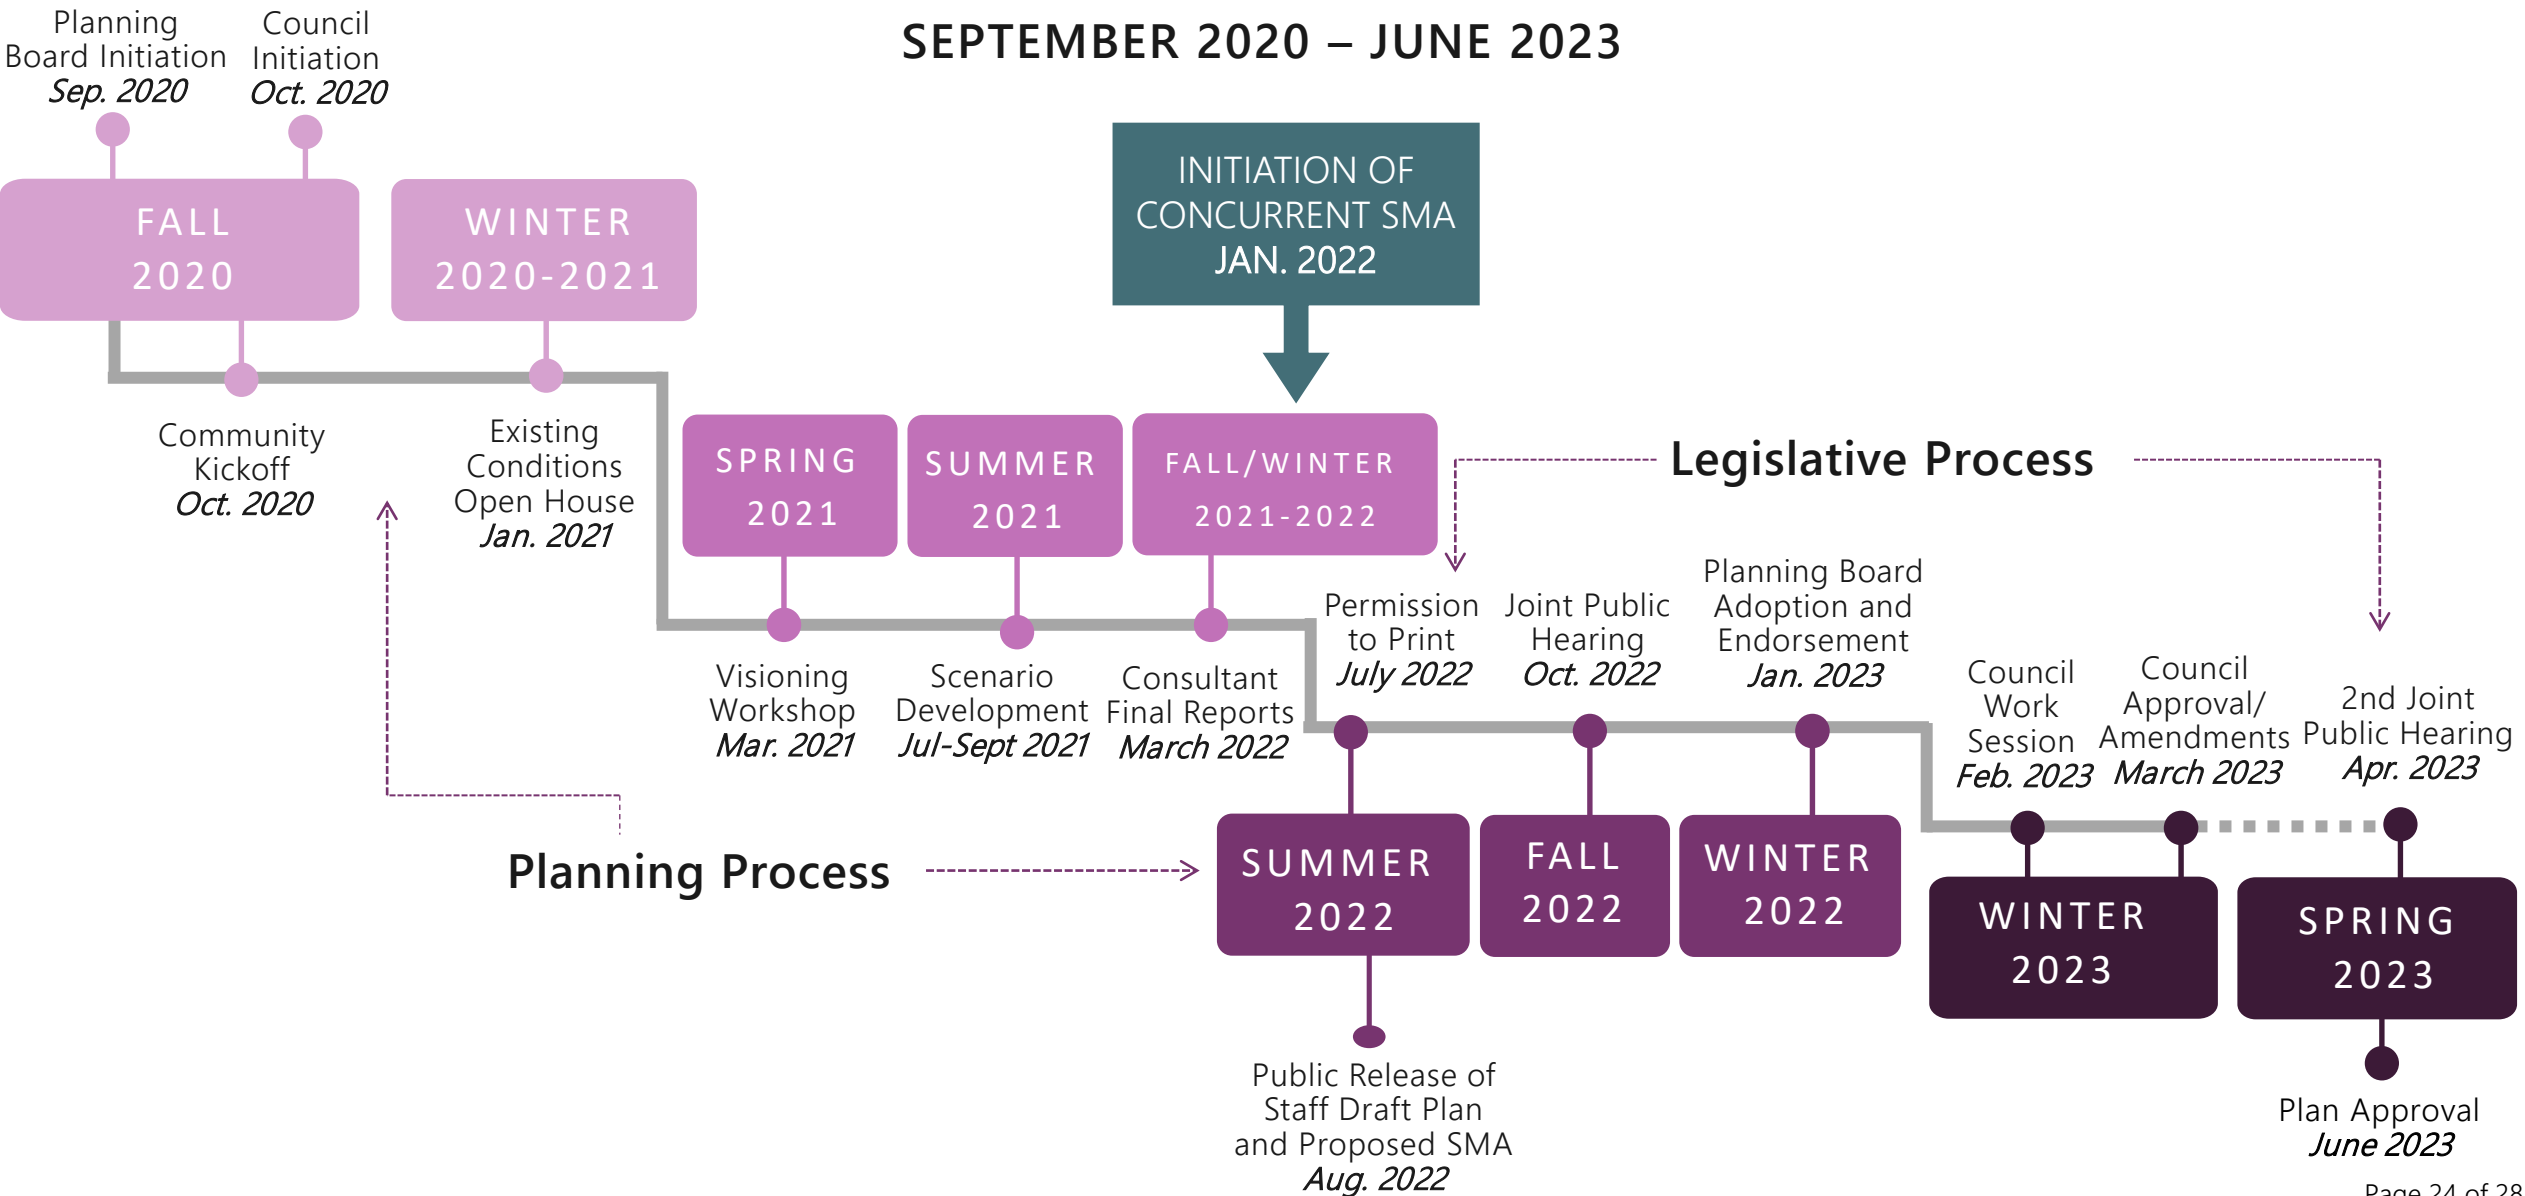 SEPTEMBER 2020 – JUNE 2023
Planning
Board Initiation
Sep. 2020
Council
Initiation
Oct. 2020
FALL
2020
WINTER
2020-2021
Community
Kickoff
Oct. 2020
Existing
Conditions
Open House
Jan. 2021
INITIATION OF
CONCURRENT SMA
JAN. 2022
SPRING
2021
SUMMER
2021
FALL/WINTER
2021-2022
Visioning
Workshop
Mar. 2021
Scenario
Development
Jul-Sept 2021
Consultant
Final Reports
March 2022
Legislative Process
Permission
to Print
July 2022
Joint Public
Hearing
Oct. 2022
Planning Board
Adoption and
Endorsement
Jan. 2023
Council
Work
Session
Feb. 2023
Council
Approval/
Amendments
March 2023
2nd Joint
Public Hearing
Apr. 2023
Planning Process
SUMMER
2022
FALL
2022
WINTER
2022
WINTER
2023
SPRING
2023
Public Release of
Staff Draft Plan
and Proposed SMA
Aug. 2022
Plan Approval
June 2023
Page 24 of 28